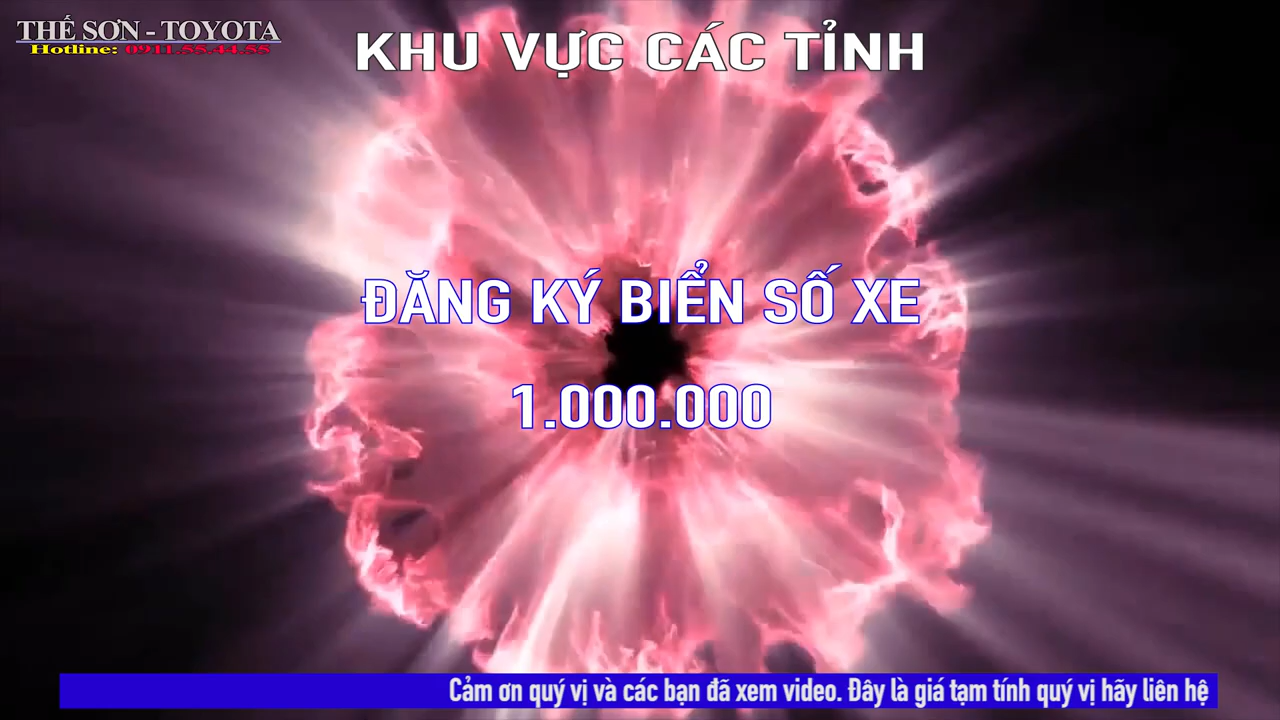 THẾ SƠN - TOYOTA
Hotline: 0911.55.44.55
KHU VỰC CÁC TỈNH
ĐĂNG KÝ BIỂN SỐ XE
1.000.000
Cảm ơn quý vị và các bạn đã xem video. Đây là giá tạm tính quý vị hãy liên hệ